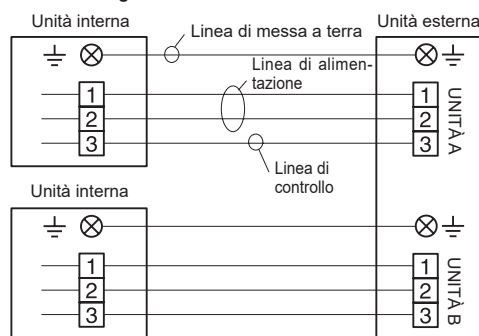 Unità interna
Unità esterna
Linea di messa a terra
Linea di alimen-
tazione
1
2
3
1
2
3
UNITÀ A
Linea di
controllo
Unità interna
1
2
3
1
2
3
UNITÀ B